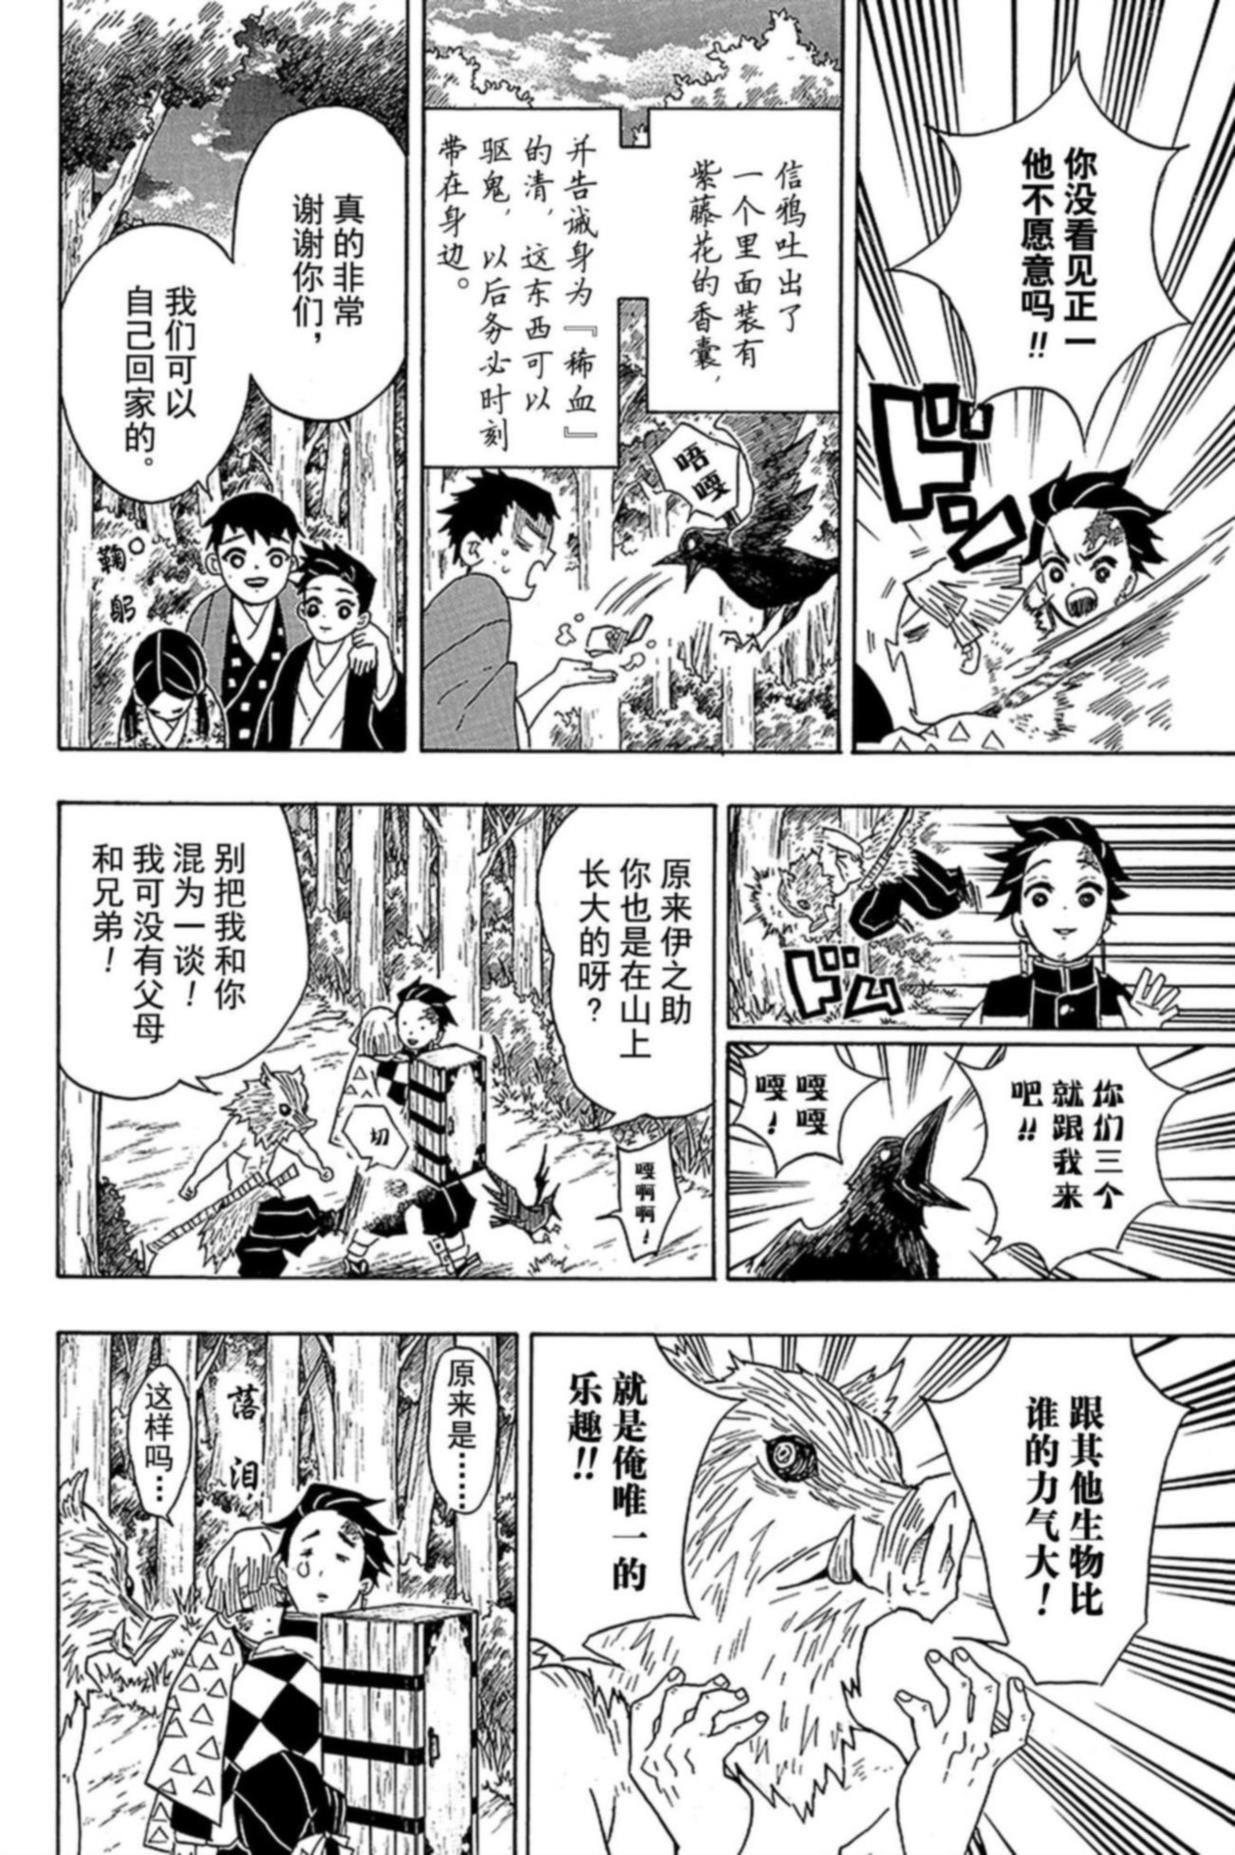 你没看见正一
他不愿意吗!!
ドンッ
信鸦吐出了
一个里面装有
紫藤花的香囊,
并告诫身为『稀血』
的清,这东西可以
驱鬼,以后务必时刻
带在身边。
唔
嘎
真的非常
谢谢你们,
我们可以
自己回家的。
鞠
躬
ドム
你们三个
就跟我来
吧!!
嘎嘎
嘎!
原来伊之助
你也是在山上
长大的呀?
嘎啊啊!
切
别把我和你
混为一谈!
我可没有父母
和兄弟!
跟其他生物比
谁的力气大!
就是俺唯一的
乐趣!!
原来是……
落泪
这样吗…